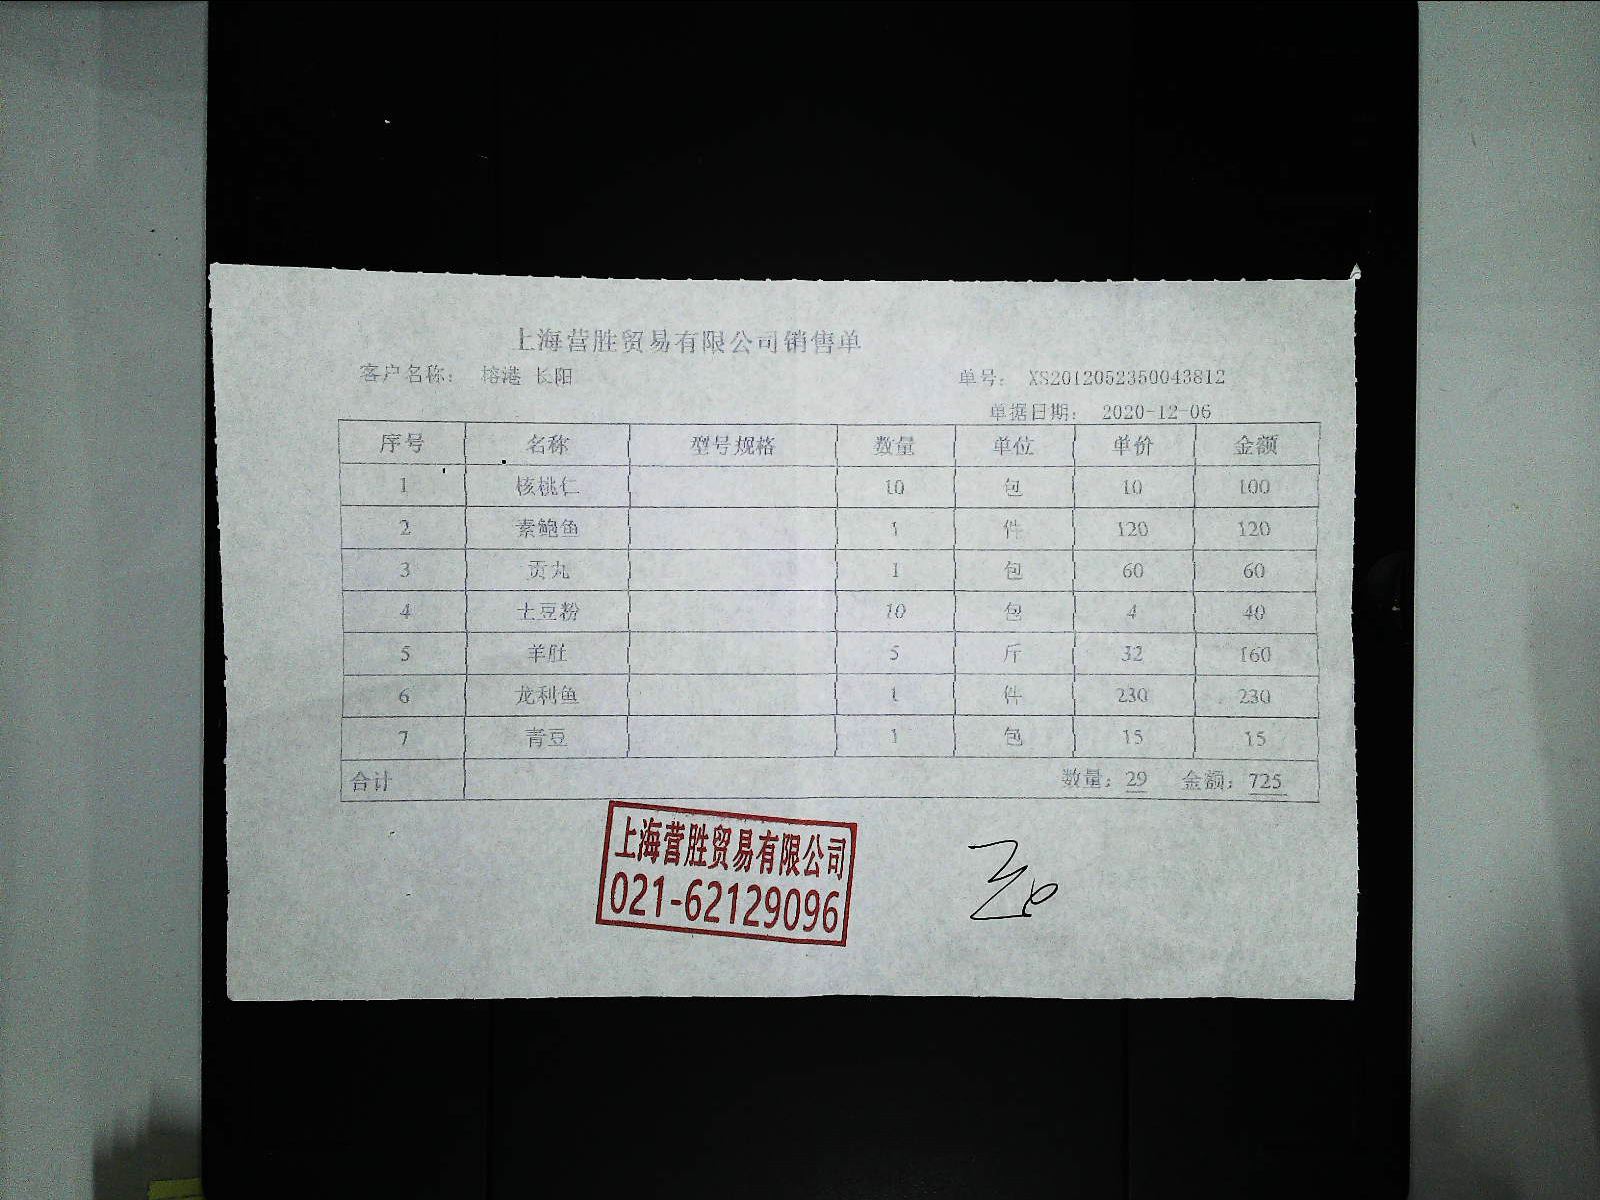 上海营胜贸易有限公司销售单
客户名称： 塔港 长阳 单号： XS2012052350043812
单据日期： 2020-12-06
序号 名称 型号规格 数量 单位 单价 金额
1 核桃仁 10 包 10 100
2 素鲍鱼 1 件 120 120
3 贡丸 1 包 60 60
4 土豆粉 10 包 4 40
5 羊肚 5 斤 32 160
6 龙利鱼 1 件 230 230
7 青豆 1 包 15 15
合计 数量：29 金额：725
上海营胜贸易有限公司
021-62129096